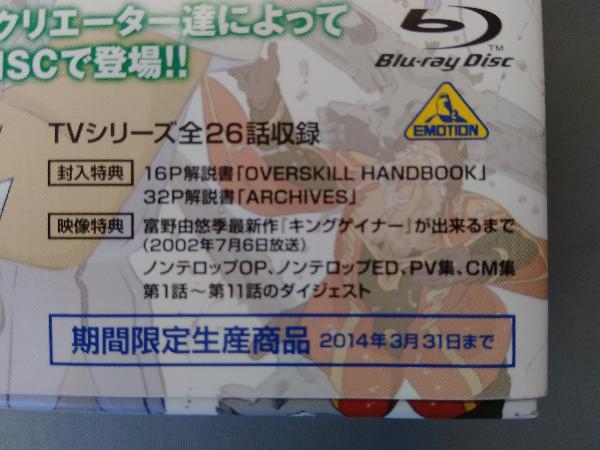 クリエーター達によって
ISCで登場!!
Blu-ray Disc TM
EMOTION
TVシリーズ全26話収録
封入特典 16P解説書「OVERSKILL HANDBOOK」
32P解説書「ARCHIVES」
映像特典 富野由悠季最新作『キングゲイナー』が出来るまで
(2002年7月6日放送)
ノンテロップOP、ノンテロップED、PV集、CM集
第1話～第11話のダイジェスト
期間限定生産商品 2014年3月31日まで